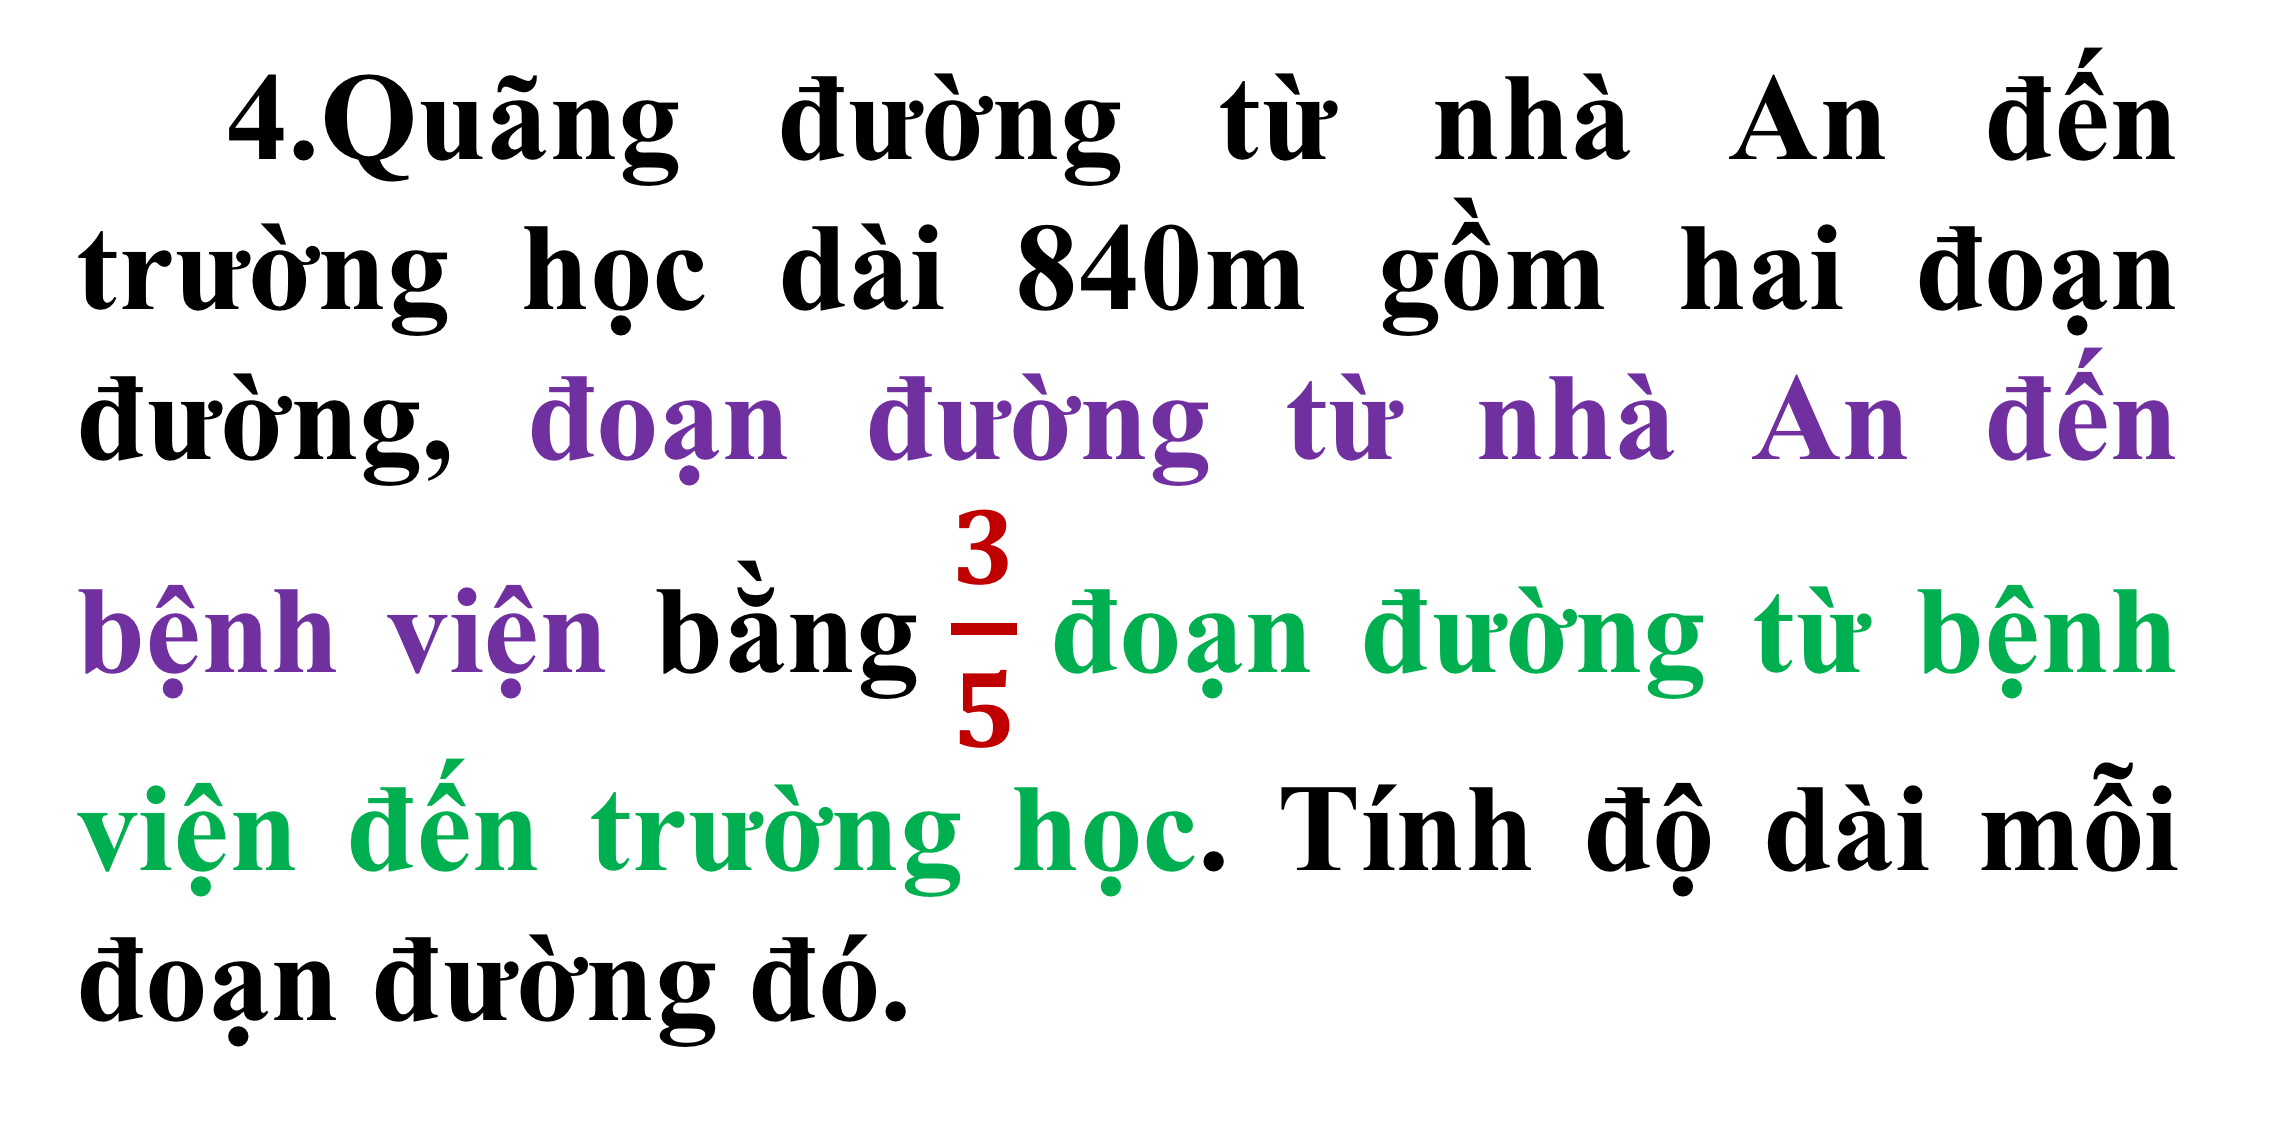 4.Quãng đường từ nhà An đến
trường học dài 840m gồm hai đoạn
đường, đoạn đường từ nhà An đến
bệnh viện bằng 3/5 đoạn đường từ bệnh
viện đến trường học. Tính độ dài mỗi
đoạn đường đó.